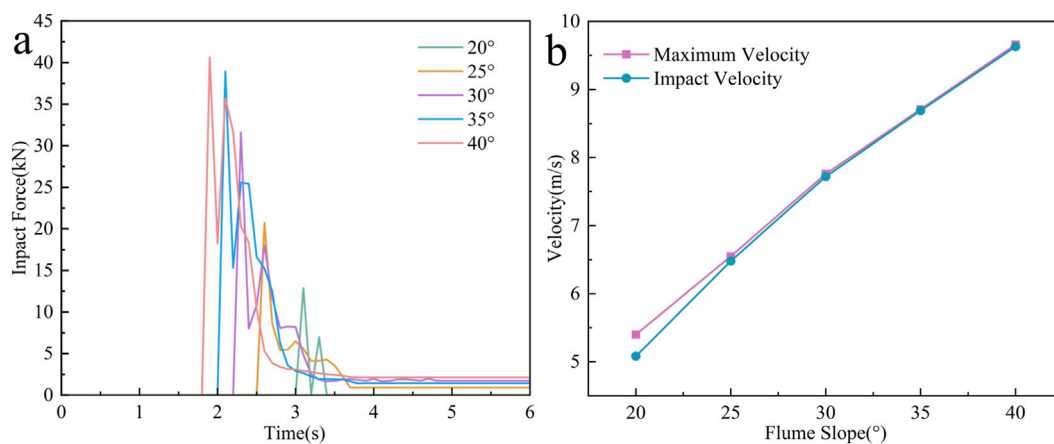 a
45
40
35
30
25
20
15
10
5
0
Inpact Force(kN)
0 1 2 3 4 5 6
Time(s)
20°
25°
30°
35°
40°
b
10
9
8
7
6
5
Velocity(m/s)
20 25 30 35 40
Flume Slope(°)
Maximum Velocity
Impact Velocity